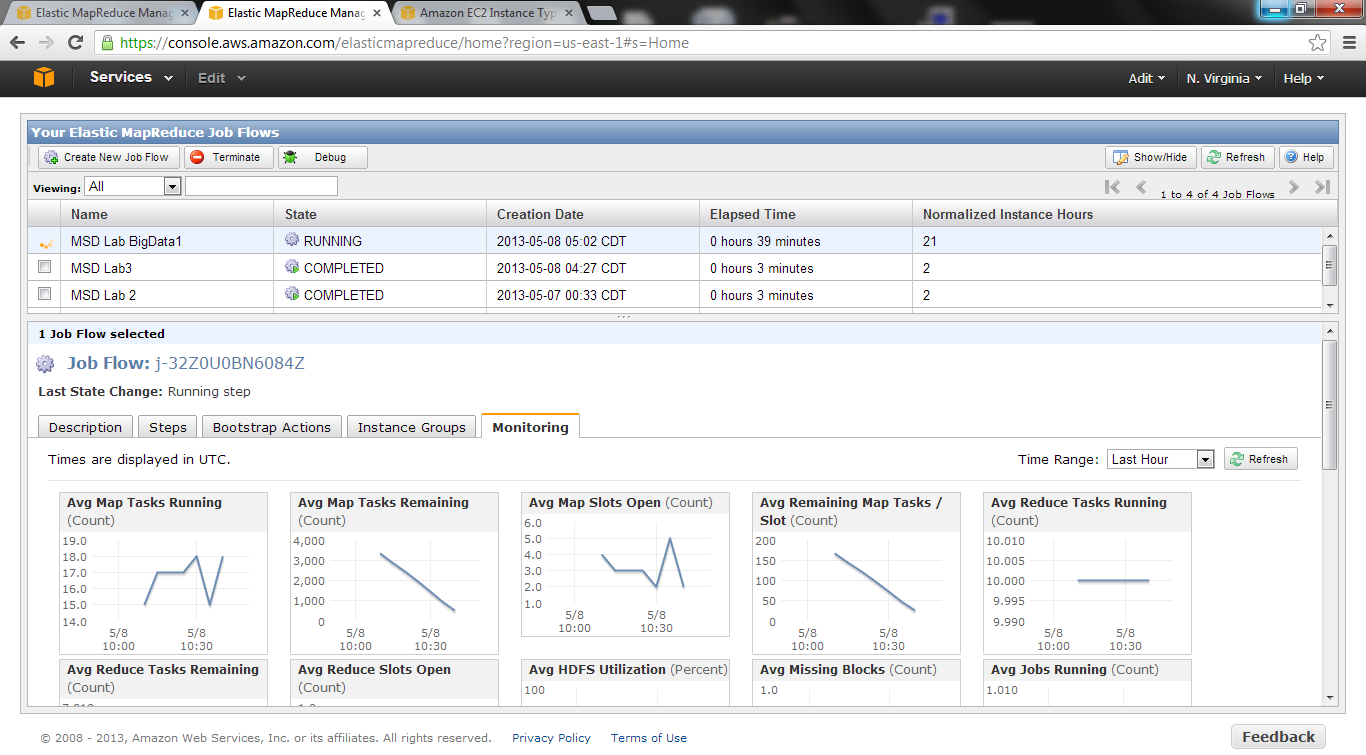 Elastic MapReduce Manag
Elastic MapReduce Manag
Amazon EC2 Instance Typ
https://console.aws.amazon.com/elasticmapreduce/home?region=us-east-1#s=Home
Services Edit Adit N. Virginia Help
Your Elastic MapReduce Job Flows
Create New Job Flow Terminate Debug Show/Hide Refresh Help
Viewing: All 1 to 4 of 4 Job Flows
Name State Creation Date Elapsed Time Normalized Instance Hours
MSD Lab BigData1 RUNNING 2013-05-08 05:02 CDT 0 hours 39 minutes 21
MSD Lab3 COMPLETED 2013-05-08 04:27 CDT 0 hours 3 minutes 2
MSD Lab 2 COMPLETED 2013-05-07 00:33 CDT 0 hours 3 minutes 2
1 Job Flow selected
Job Flow: j-32Z0U0BN6084Z
Last State Change: Running step
Description Steps Bootstrap Actions Instance Groups Monitoring
Times are displayed in UTC. Time Range: Last Hour Refresh
Avg Map Tasks Running
(Count)
19.0
18.0
17.0
16.0
15.0
14.0
5/8 5/8
10:00 10:30
Avg Map Tasks Remaining
(Count)
4,000
3,000
2,000
1,000
0
5/8 5/8
10:00 10:30
Avg Map Slots Open (Count)
6.0
5.0
4.0
3.0
2.0
1.0
5/8 5/8
10:00 10:30
Avg Remaining Map Tasks /
Slot (Count)
200
150
100
50
0
5/8 5/8
10:00 10:30
Avg Reduce Tasks Running
(Count)
10.010
10.005
10.000
9.995
9.990
5/8 5/8
10:00 10:30
Avg Reduce Tasks Remaining
(Count)
Avg Reduce Slots Open
(Count)
Avg HDFS Utilization (Percent)
100
Avg Missing Blocks (Count)
1.0
Avg Jobs Running (Count)
1.010
© 2008 - 2013, Amazon Web Services, Inc. or its affiliates. All rights reserved. Privacy Policy Terms of Use
Feedback